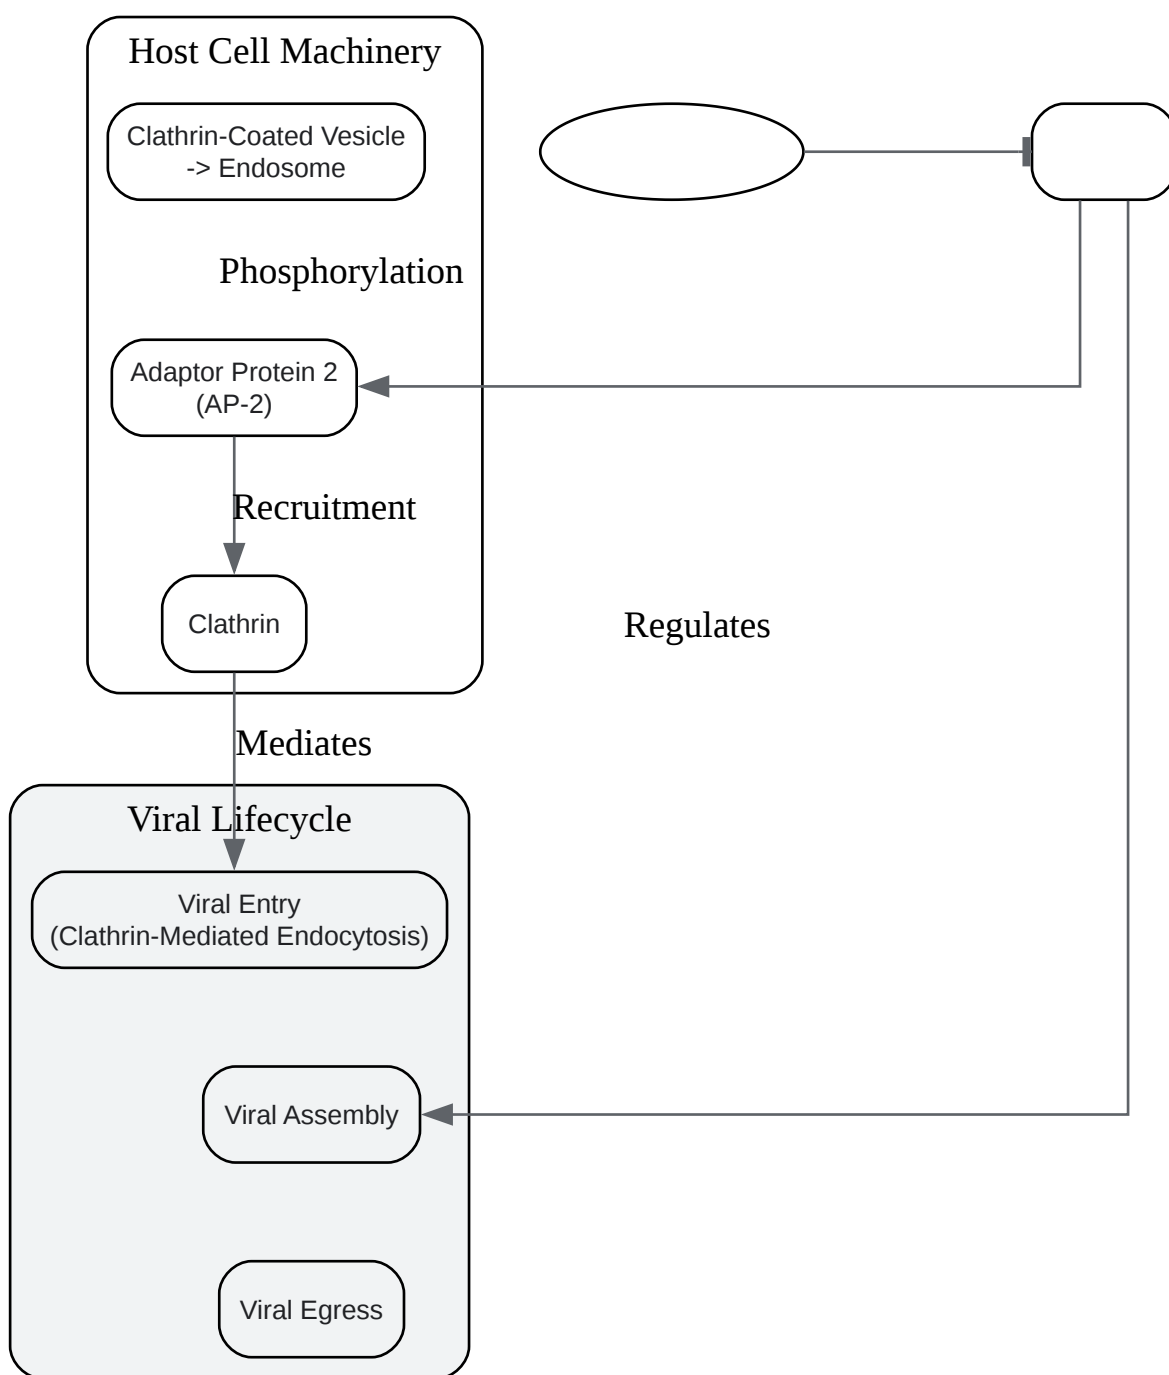 Host Cell Machinery
Clathrin-Coated Vesicle
-> Endosome
Phosphorylation
Adaptor Protein 2
(AP-2)
Recruitment
Clathrin
Regulates
Mediates
Viral Lifecycle
Viral Entry
(Clathrin-Mediated Endocytosis)
Viral Assembly
Viral Egress